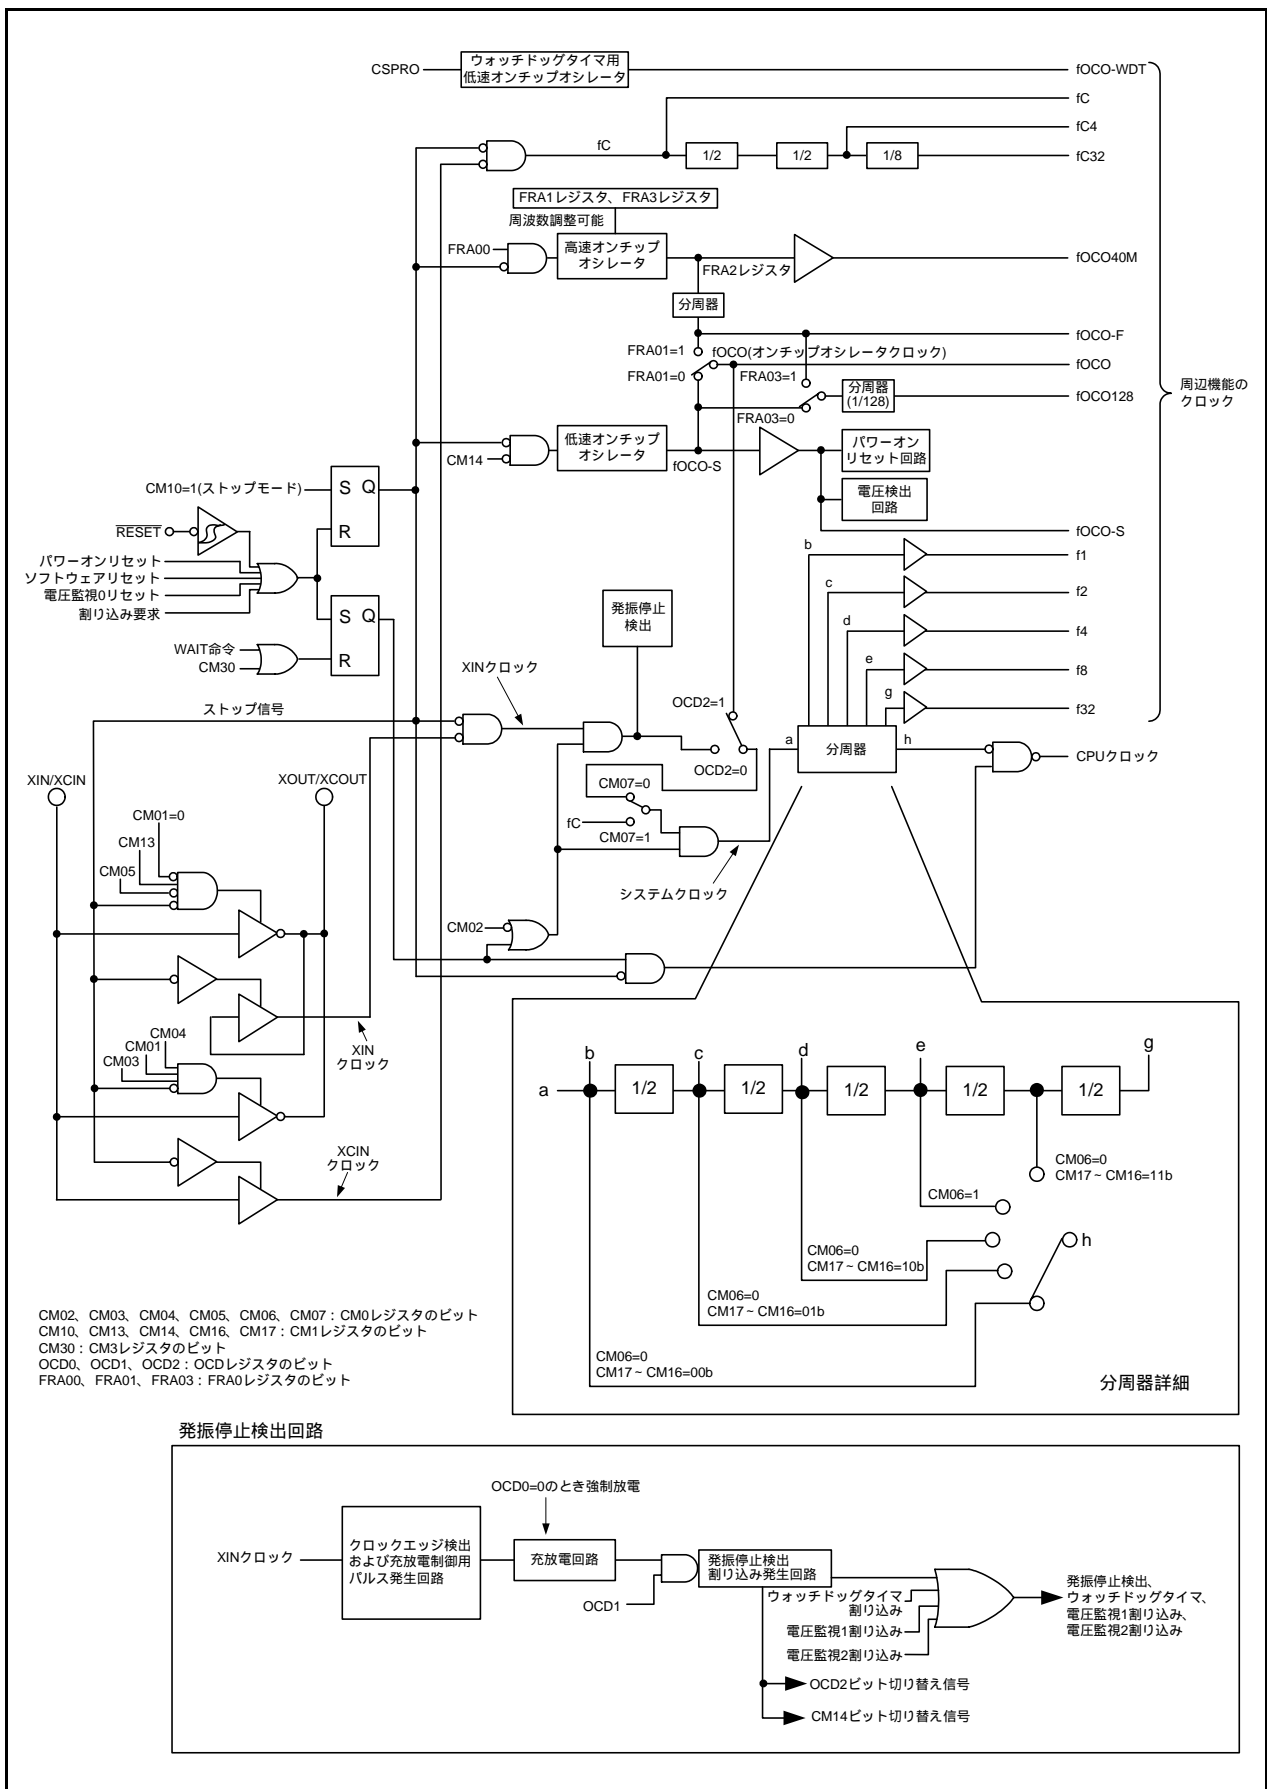 CSPRO
ウォッチドッグタイマ用
低速オンチップオシレータ
fOCO-WDT
fC
fC4
fC
1/2
1/2
1/8
fC32
FRA1レジスタ、FRA3レジスタ
周波数調整可能
FRA00
高速オンチップ
オシレータ
FRA2レジスタ
fOCO40M
分周器
fOCO-F
FRA01=1
fOCO(オンチップオシレータクロック)
fOCO
FRA01=0
FRA03=1
分周器
(1/128)
fOCO128
FRA03=0
周辺機能の
クロック
CM14
低速オンチップ
オシレータ
fOCO-S
パワーオン
リセット回路
電圧検出
回路
fOCO-S
CM10=1(ストップモード)
S Q
R
RESET
パワーオンリセット
ソフトウェアリセット
電圧監視0リセット
割り込み要求
S Q
R
WAIT命令
CM30
b
f1
c
f2
d
f4
e
f8
g
f32
発振停止
検出
XINクロック
ストップ信号
OCD2=1
OCD2=0
a
分周器
h
CPUクロック
XIN/XCIN
XOUT/XCOUT
CM07=0
fC
CM07=1
システムクロック
CM01=0
CM13
CM05
CM02
XIN
クロック
CM04
CM01
CM03
XCIN
クロック
a
b
c
d
e
g
1/2
1/2
1/2
1/2
1/2
CM06=0
CM17~CM16=11b
CM06=1
h
CM06=0
CM17~CM16=10b
CM06=0
CM17~CM16=01b
CM06=0
CM17~CM16=00b
分周器詳細
CM02、CM03、CM04、CM05、CM06、CM07:CM0レジスタのビット
CM10、CM13、CM14、CM16、CM17:CM1レジスタのビット
CM30:CM3レジスタのビット
OCD0、OCD1、OCD2:OCDレジスタのビット
FRA00、FRA01、FRA03:FRA0レジスタのビット
発振停止検出回路
OCD0=0のとき強制放電
XINクロック
クロックエッジ検出
および充放電制御用
パルス発生回路
充放電回路
OCD1
発振停止検出
割り込み発生回路
ウォッチドッグタイマ
割り込み
電圧監視1割り込み
電圧監視2割り込み
発振停止検出、
ウォッチドッグタイマ、
電圧監視1割り込み、
電圧監視2割り込み
OCD2ビット切り替え信号
CM14ビット切り替え信号